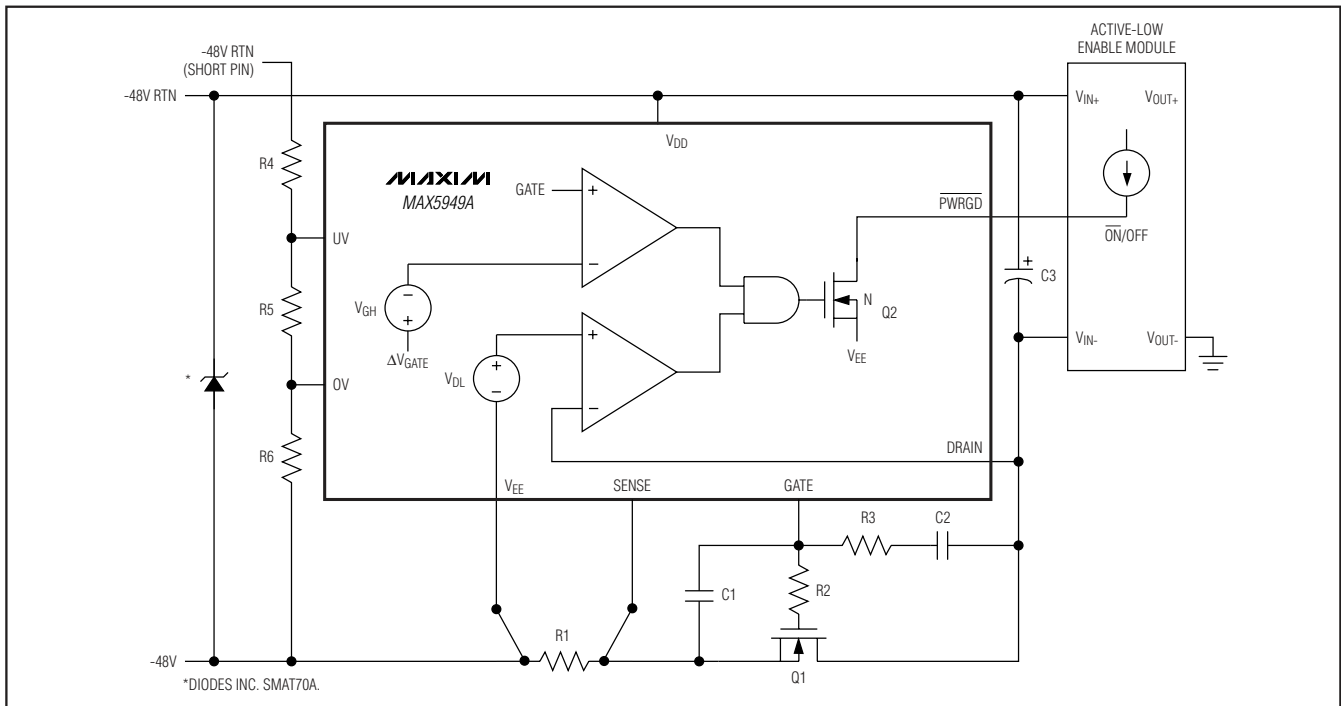 ACTIVE-LOW
ENABLE MODULE
-48V RTN
(SHORT PIN)
-48V RTN
VIN+
VOUT+
VDD
R4
MAXIM
MAX5949A
GATE
+
−
PWRGD
ON/OFF
UV
C3
+
R5
VGH
−
+
N
Q2
VEE
VIN-
VOUT-
ΔVGATE
VDL
+
−
+
−
*
OV
R6
DRAIN
VEE
SENSE
GATE
R3
C2
C1
R2
R1
-48V
Q1
*DIODES INC. SMAT70A.